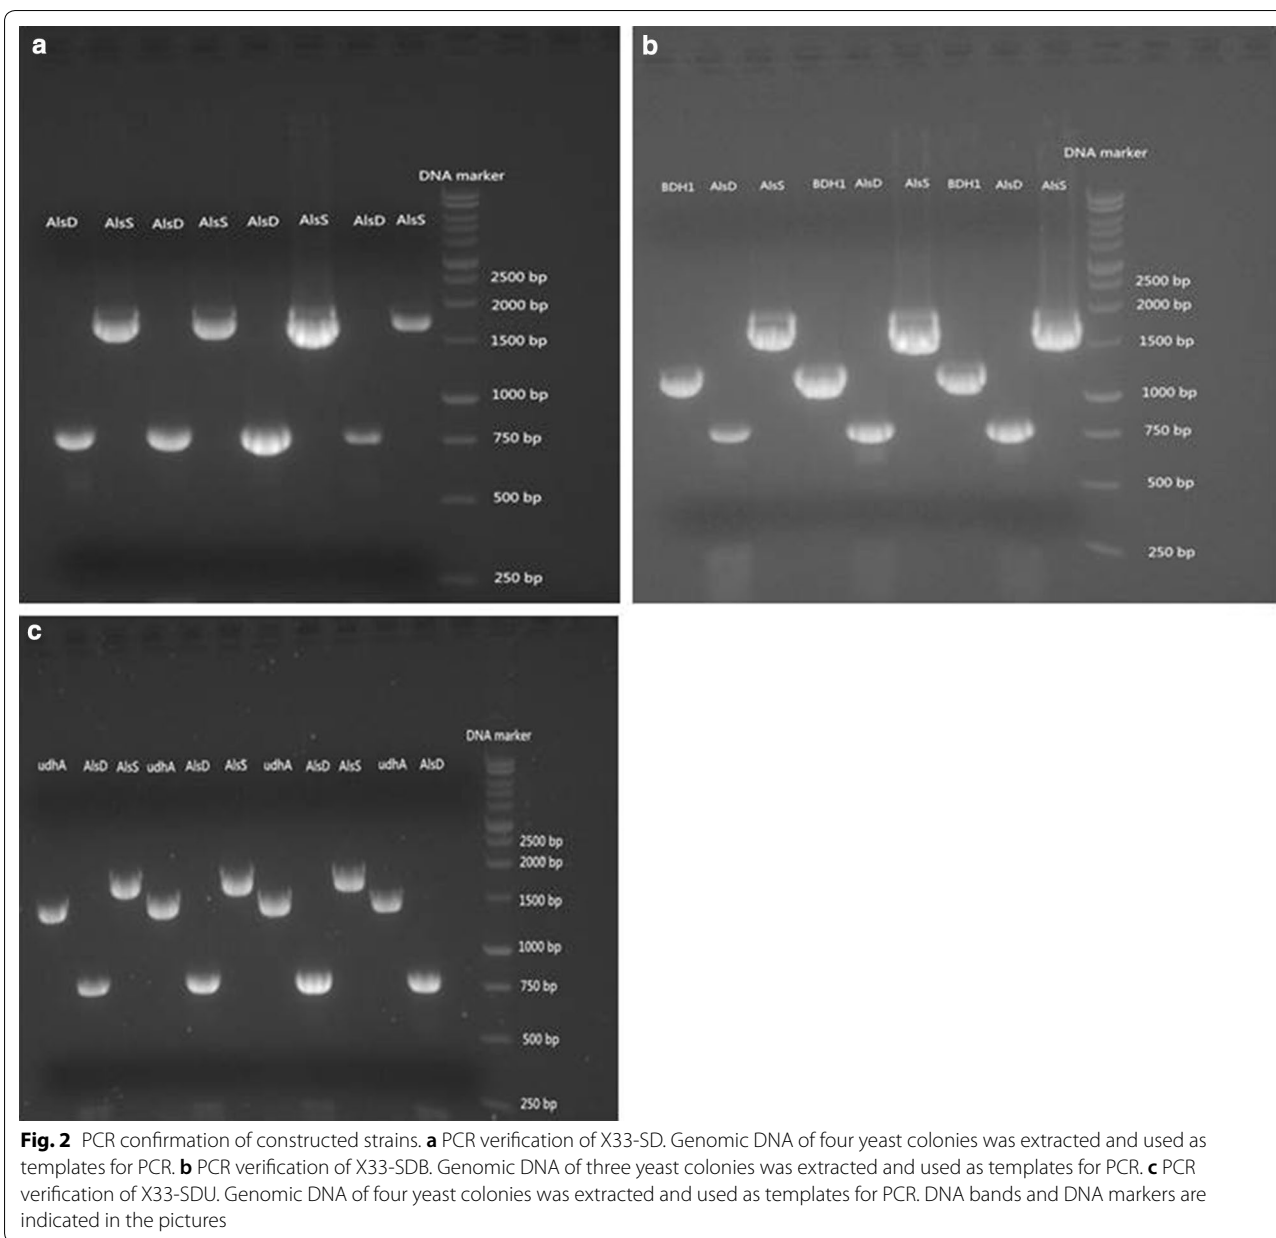 a
DNA marker
AlsD AlsS AlsD AlsS AlsD AlsS AlsD AlsS
2500 bp
2000 bp
1500 bp
1000 bp
750 bp
500 bp
250 bp
b
DNA marker
BDH1 AlsD AlsS BDH1 AlsD AlsS BDH1 AlsD AlsS
2500 bp
2000 bp
1500 bp
1000 bp
750 bp
500 bp
250 bp
c
DNA marker
udhA AlsD AlsS udhA AlsD AlsS udhA AlsD AlsS udhA AlsD
2500 bp
2000 bp
1500 bp
1000 bp
750 bp
500 bp
250 bp
Fig. 2 PCR confirmation of constructed strains. a PCR verification of X33-SD. Genomic DNA of four yeast colonies was extracted and used as
templates for PCR. b PCR verification of X33-SDB. Genomic DNA of three yeast colonies was extracted and used as templates for PCR. c PCR
verification of X33-SDU. Genomic DNA of four yeast colonies was extracted and used as templates for PCR. DNA bands and DNA markers are
indicated in the pictures